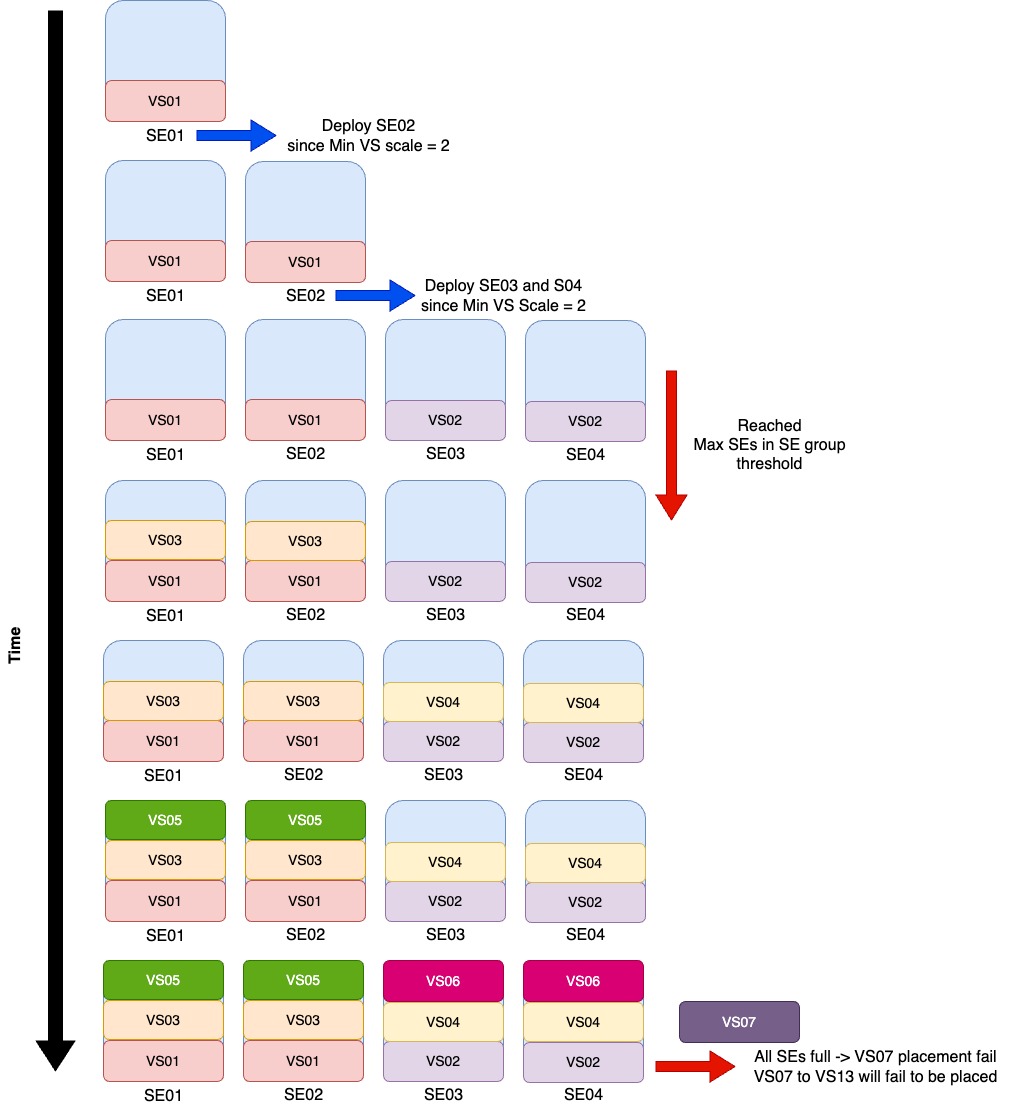 VS01
SE01
Deploy SE02
since Min VS scale = 2
VS01 VS01
SE01 SE02
Deploy SE03 and S04
since Min VS Scale = 2
VS01 VS01 VS02 VS02
SE01 SE02 SE03 SE04
Reached
Max SEs in SE group
threshold
VS03 VS03
VS01 VS01 VS02 VS02
SE01 SE02 SE03 SE04
Time
VS03 VS03 VS04 VS04
VS01 VS01 VS02 VS02
SE01 SE02 SE03 SE04
VS05 VS05
VS03 VS03 VS04 VS04
VS01 VS01 VS02 VS02
SE01 SE02 SE03 SE04
VS05 VS05 VS06 VS06
VS03 VS03 VS04 VS04 VS07
VS01 VS01 VS02 VS02
SE01 SE02 SE03 SE04
All SEs full -> VS07 placement fail
VS07 to VS13 will fail to be placed